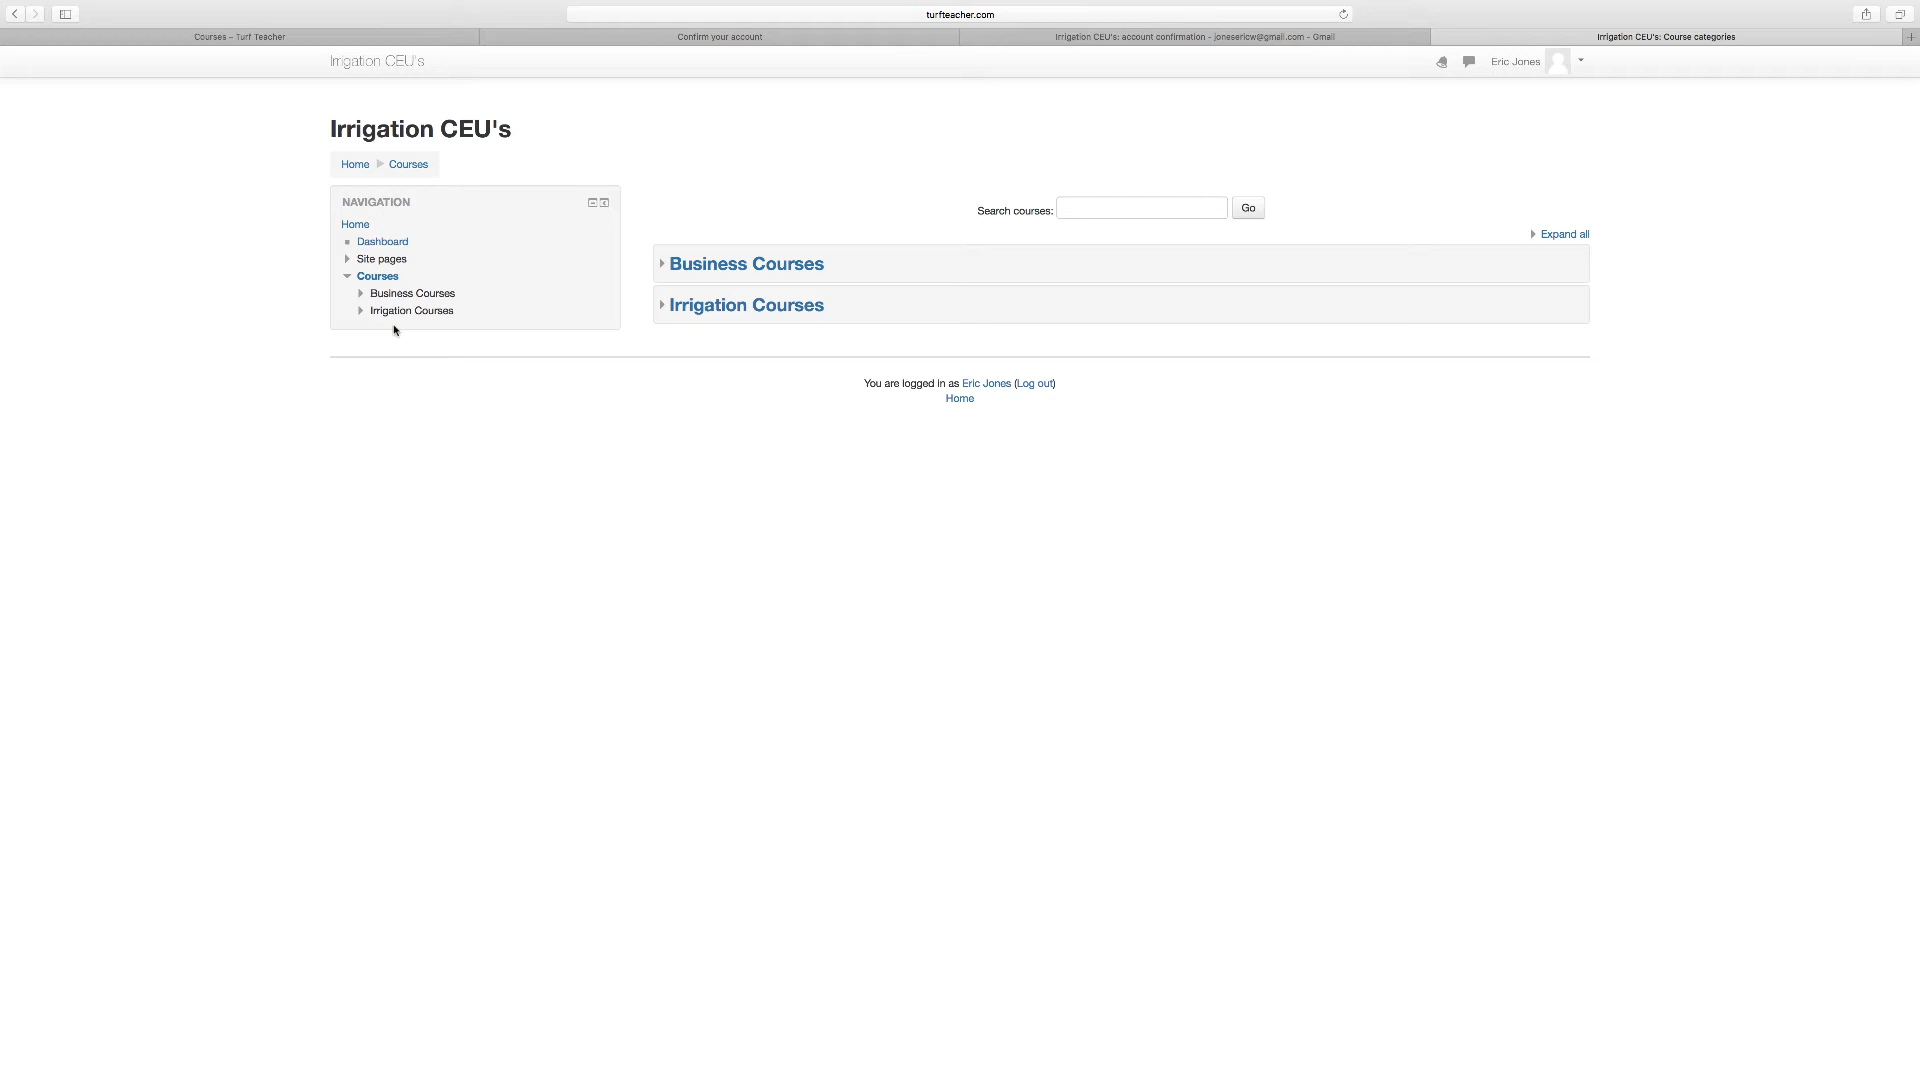 turfteacher.com
Courses – Turf Teacher
Confirm your account
Irrigation CEU's: account confirmation - jonesericw@gmail.com - Gmail
Irrigation CEU's: Course categories
Irrigation CEU's
Eric Jones
Irrigation CEU's
Home Courses
NAVIGATION
Home
Dashboard
Site pages
Courses
Business Courses
Irrigation Courses
Search courses: Go
Expand all
Business Courses
Irrigation Courses
You are logged in as Eric Jones (Log out)
Home